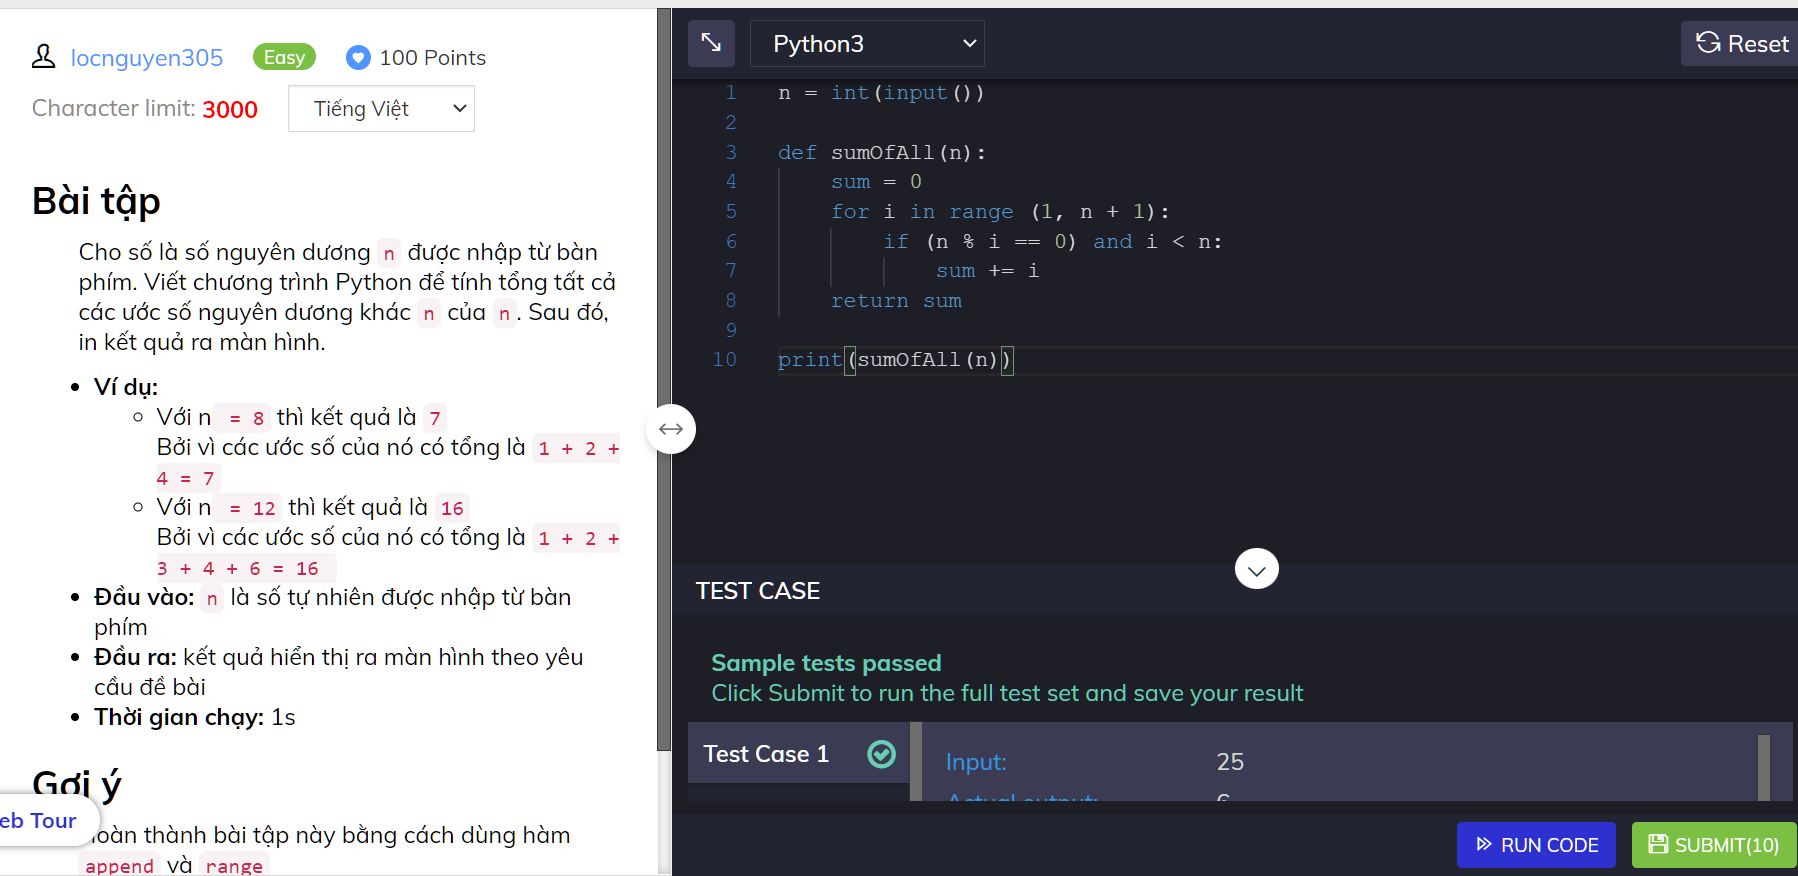 locnguyen305 Easy 100 Points
Character limit: 3000 Tiếng Việt
Bài tập
Cho số là số nguyên dương n được nhập từ bàn
phím. Viết chương trình Python để tính tổng tất cả
các ước số nguyên dương khác n của n. Sau đó,
in kết quả ra màn hình.
Ví dụ:
Với n = 8 thì kết quả là 7
Bởi vì các ước số của nó có tổng là 1 + 2 +
4 = 7
Với n = 12 thì kết quả là 16
Bởi vì các ước số của nó có tổng là 1 + 2 +
3 + 4 + 6 = 16
Đầu vào: n là số tự nhiên được nhập từ bàn
phím
Đầu ra: kết quả hiển thị ra màn hình theo yêu
cầu đề bài
Thời gian chạy: 1s
Gợi ý
eb Tour
oàn thành bài tập này bằng cách dùng hàm
append và range
Python3 Reset
1 n = int(input())
2
3 def sumOfAll(n):
4 sum = 0
5 for i in range (1, n + 1):
6 if (n % i == 0) and i < n:
7 sum += i
8 return sum
9
10 print(sumOfAll(n))
TEST CASE
Sample tests passed
Click Submit to run the full test set and save your result
Test Case 1 Input: 25
Actual output: 6
RUN CODE SUBMIT(10)